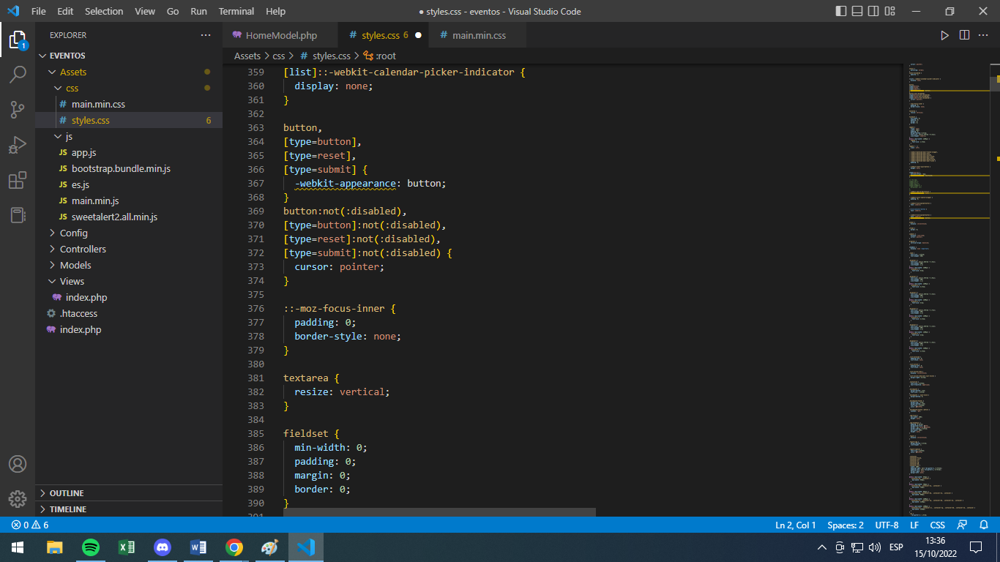 File Edit Selection View Go Run Terminal Help
● styles.css - eventos - Visual Studio Code
EXPLORER
HomeModel.php
# styles.css 6 ●
# main.min.css
1
Assets > css > # styles.css > :root
EVENTOS
Assets
css
# main.min.css
# styles.css 6
js
JS app.js
JS bootstrap.bundle.min.js
JS es.js
JS main.min.js
JS sweetalert2.all.min.js
Config
Controllers
Models
Views
index.php
.htaccess
index.php
OUTLINE
TIMELINE
359 [list]::-webkit-calendar-picker-indicator {
360 display: none;
361 }
362
363 button,
364 [type=button],
365 [type=reset],
366 [type=submit] {
367 -webkit-appearance: button;
368 }
369 button:not(:disabled),
370 [type=button]:not(:disabled),
371 [type=reset]:not(:disabled),
372 [type=submit]:not(:disabled) {
373 cursor: pointer;
374 }
375
376 ::-moz-focus-inner {
377 padding: 0;
378 border-style: none;
379 }
380
381 textarea {
382 resize: vertical;
383 }
384
385 fieldset {
386 min-width: 0;
387 padding: 0;
388 margin: 0;
389 border: 0;
390 }
391
0 6
Ln 2, Col 1 Spaces: 2 UTF-8 LF CSS
ESP
13:36
15/10/2022